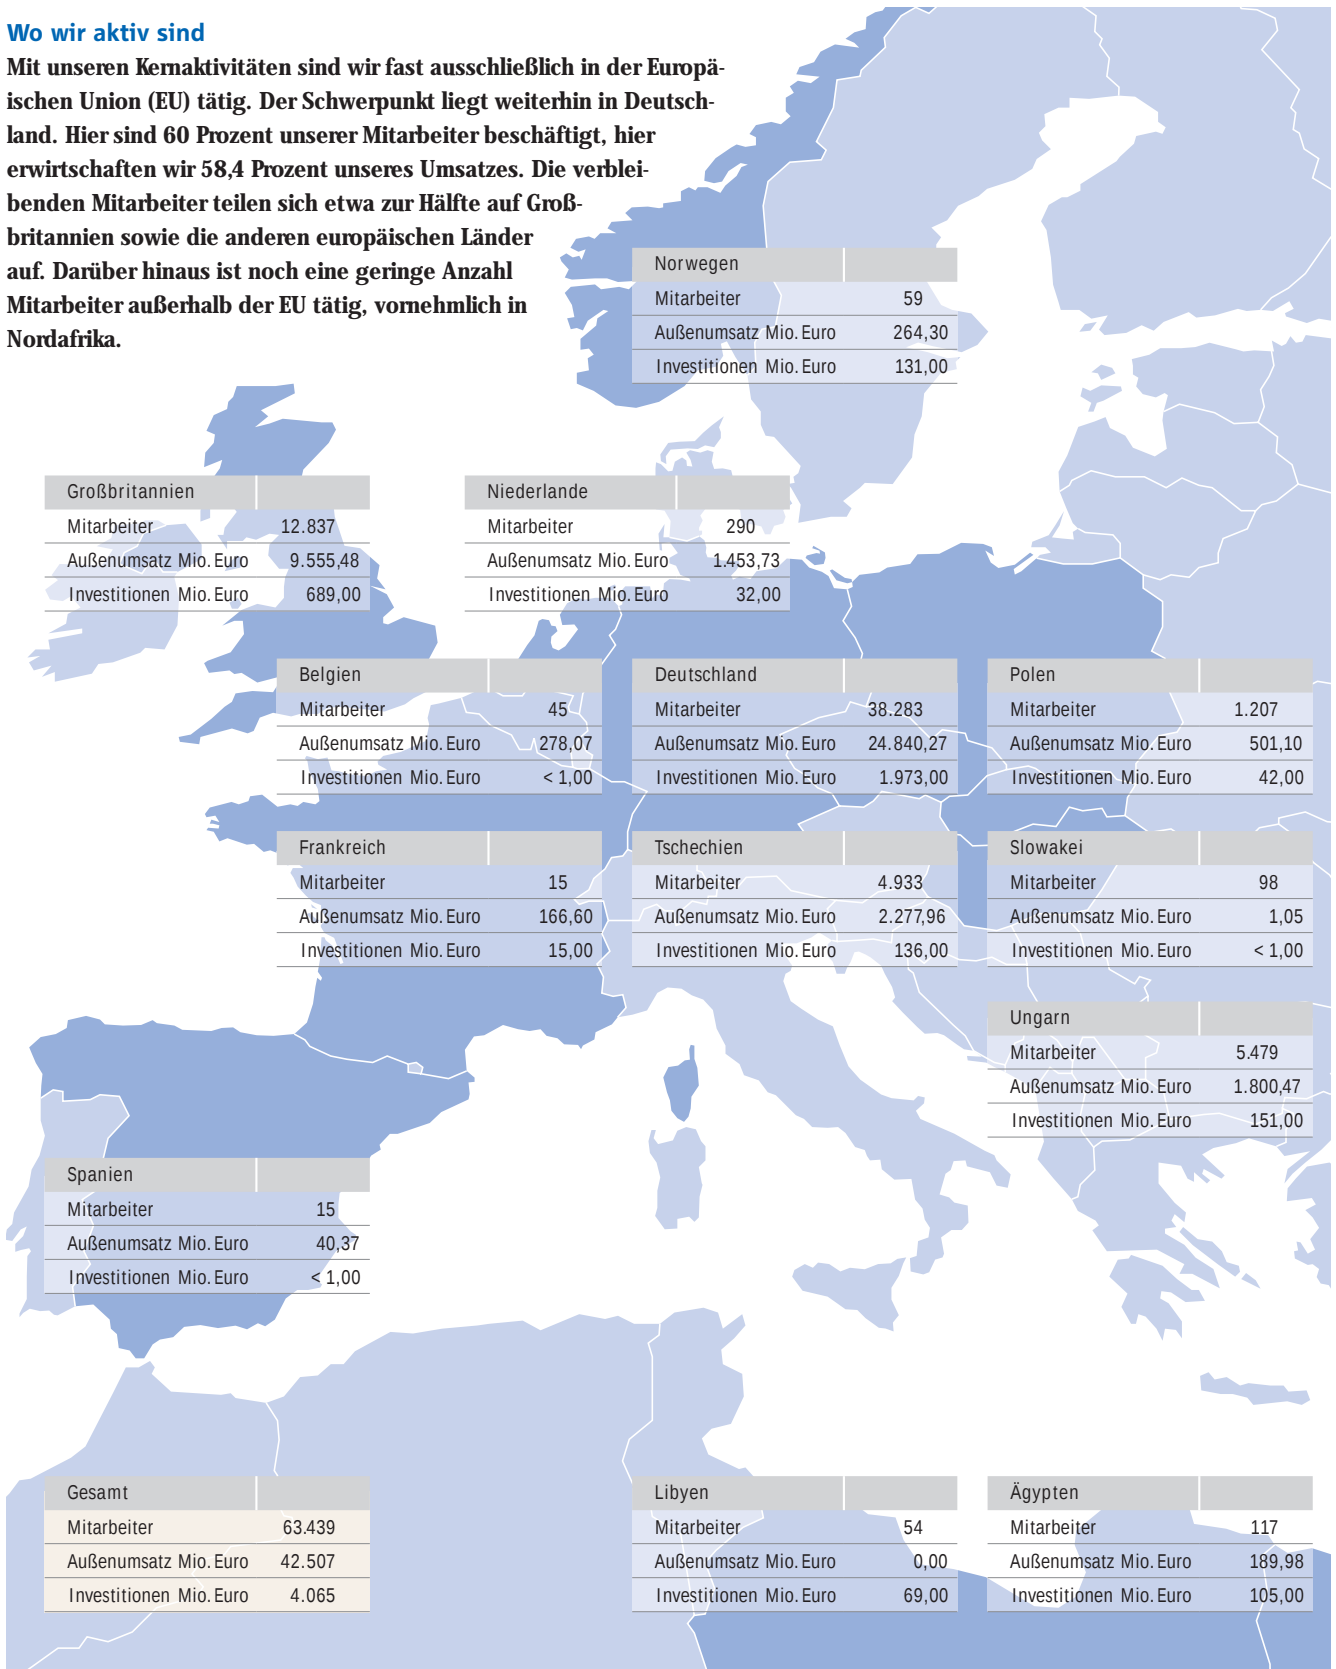 Wo wir aktiv sind
Mit unseren Kernaktivitäten sind wir fast ausschließlich in der Europä-
ischen Union (EU) tätig. Der Schwerpunkt liegt weiterhin in Deutsch-
land. Hier sind 60 Prozent unserer Mitarbeiter beschäftigt, hier
erwirtschaften wir 58,4 Prozent unseres Umsatzes. Die verblei-
benden Mitarbeiter teilen sich etwa zur Hälfte auf Groß-
britannien sowie die anderen europäischen Länder
auf. Darüber hinaus ist noch eine geringe Anzahl
Mitarbeiter außerhalb der EU tätig, vornehmlich in
Nordafrika.
Norwegen
Mitarbeiter 59
Außenumsatz Mio. Euro 264,30
Investitionen Mio. Euro 131,00
Großbritannien
Mitarbeiter 12.837
Außenumsatz Mio. Euro 9.555,48
Investitionen Mio. Euro 689,00
Niederlande
Mitarbeiter 290
Außenumsatz Mio. Euro 1.453,73
Investitionen Mio. Euro 32,00
Belgien
Mitarbeiter 45
Außenumsatz Mio. Euro 278,07
Investitionen Mio. Euro < 1,00
Deutschland
Mitarbeiter 38.283
Außenumsatz Mio. Euro 24.840,27
Investitionen Mio. Euro 1.973,00
Polen
Mitarbeiter 1.207
Außenumsatz Mio. Euro 501,10
Investitionen Mio. Euro 42,00
Frankreich
Mitarbeiter 15
Außenumsatz Mio. Euro 166,60
Investitionen Mio. Euro 15,00
Tschechien
Mitarbeiter 4.933
Außenumsatz Mio. Euro 2.277,96
Investitionen Mio. Euro 136,00
Slowakei
Mitarbeiter 98
Außenumsatz Mio. Euro 1,05
Investitionen Mio. Euro < 1,00
Ungarn
Mitarbeiter 5.479
Außenumsatz Mio. Euro 1.800,47
Investitionen Mio. Euro 151,00
Spanien
Mitarbeiter 15
Außenumsatz Mio. Euro 40,37
Investitionen Mio. Euro < 1,00
Gesamt
Mitarbeiter 63.439
Außenumsatz Mio. Euro 42.507
Investitionen Mio. Euro 4.065
Libyen
Mitarbeiter 54
Außenumsatz Mio. Euro 0,00
Investitionen Mio. Euro 69,00
Ägypten
Mitarbeiter 117
Außenumsatz Mio. Euro 189,98
Investitionen Mio. Euro 105,00